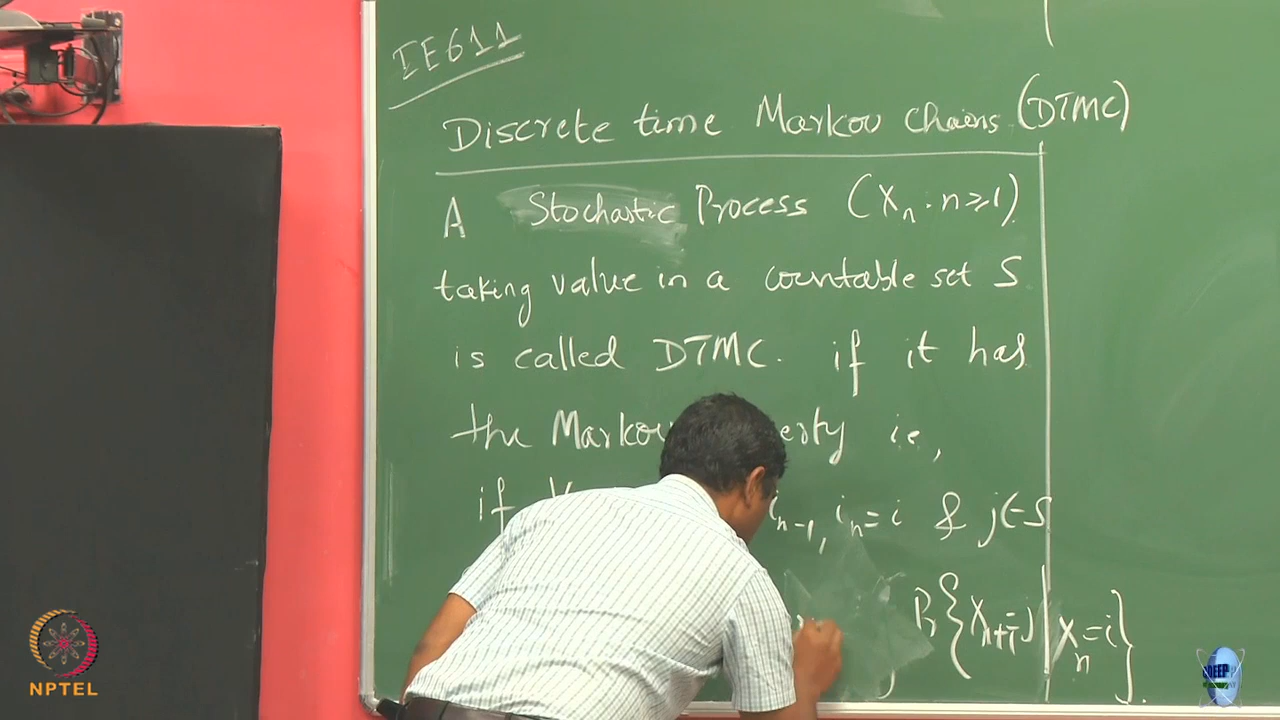 IE611
Discrete time Markov Chains (DTMC)
A Stochastic Process (Xₙ : n ≥ 1)
taking value in a countable set S
is called DTMC. if it has
the Markov i.e,
if iₙ₋₁, iₙ = i & j ∈ S
Pr{Xₙ₊₁ = j | Xₙ = i}.
NPTEL
CDEEP